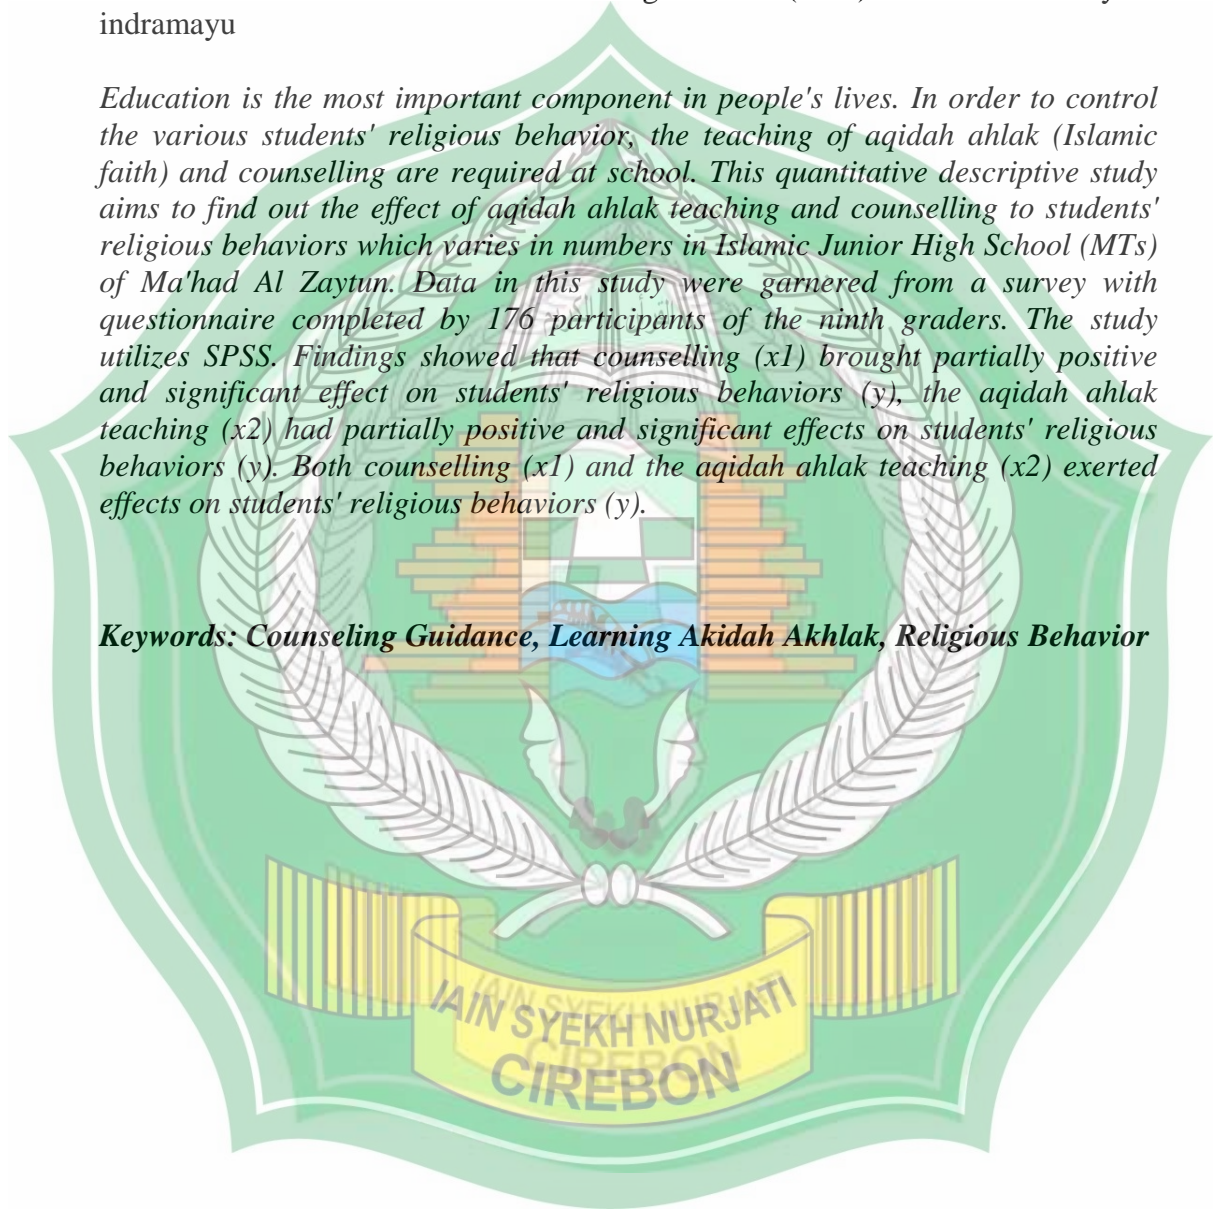 indramayu
Education is the most important component in people's lives. In order to control
the various students' religious behavior, the teaching of aqidah ahlak (Islamic
faith) and counselling are required at school. This quantitative descriptive study
aims to find out the effect of aqidah ahlak teaching and counselling to students'
religious behaviors which varies in numbers in Islamic Junior High School (MTs)
of Ma'had Al Zaytun. Data in this study were garnered from a survey with
questionnaire completed by 176 participants of the ninth graders. The study
utilizes SPSS. Findings showed that counselling (x1) brought partially positive
and significant effect on students' religious behaviors (y), the aqidah ahlak
teaching (x2) had partially positive and significant effects on students' religious
behaviors (y). Both counselling (x1) and the aqidah ahlak teaching (x2) exerted
effects on students' religious behaviors (y).
Keywords: Counseling Guidance, Learning Akidah Akhlak, Religious Behavior
IAIN SYEKH NURJATI
CIREBON